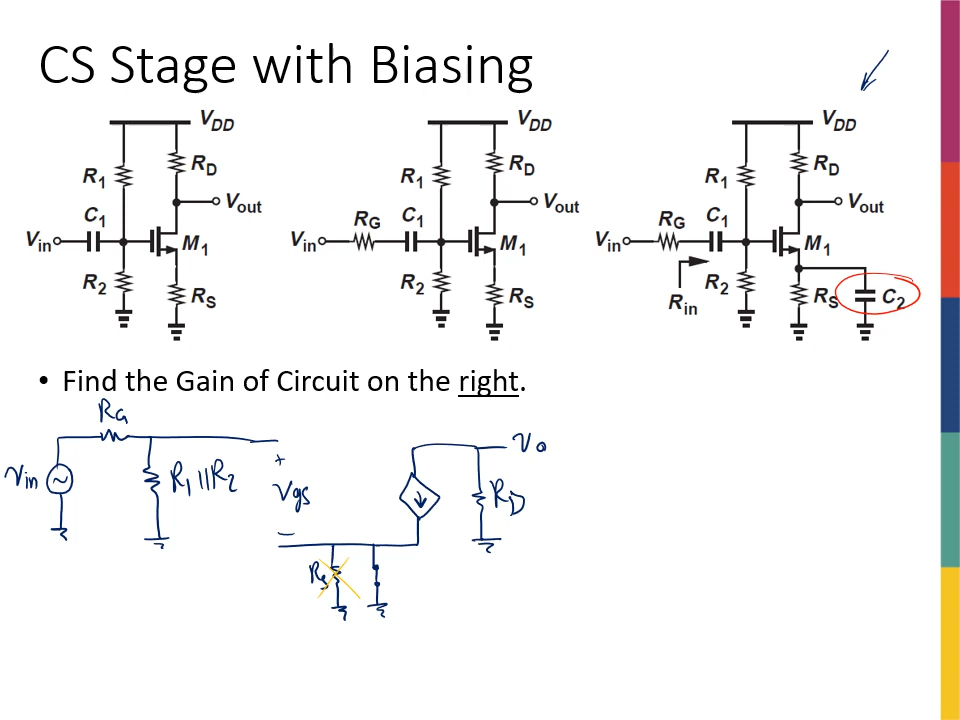 CS Stage with Biasing
VDD VDD VDD
R1 RD R1 RD R1 RD
Vout Vout Vout
C1 RG C1 RG C1
Vin M1 Vin M1 Vin M1
R2 RS R2 RS Rin R2 RS C2
• Find the Gain of Circuit on the right.
RG
Vin R1 || R2 + Vgs − Vo RD
RS